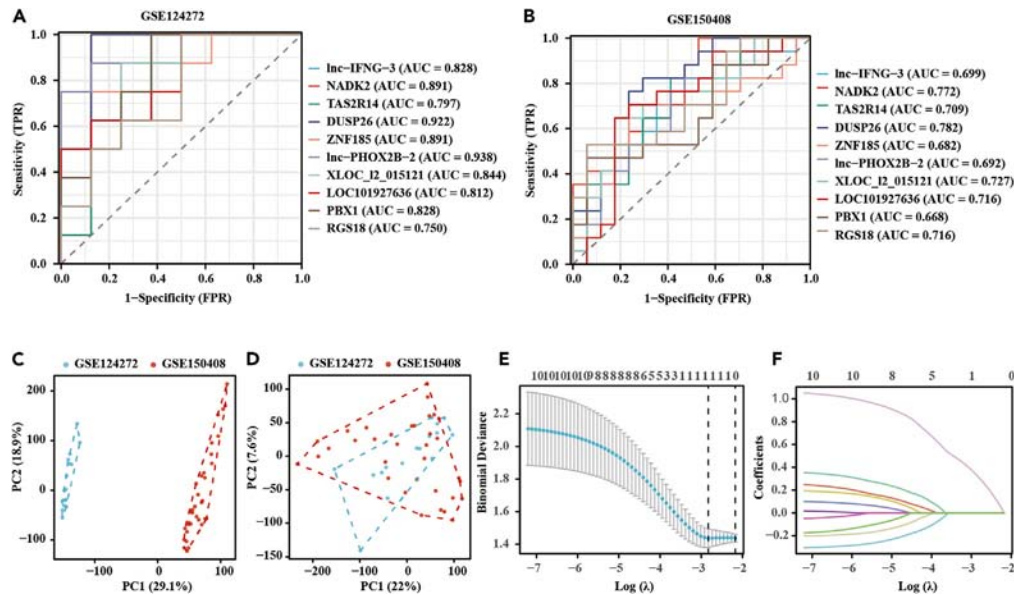 A
GSE124272
Sensitivity (TPR)
1.0
0.8
0.6
0.4
0.2
0.0
0.0 0.2 0.4 0.6 0.8 1.0
1−Specificity (FPR)
lnc−IFNG−3 (AUC = 0.828)
NADK2 (AUC = 0.891)
TAS2R14 (AUC = 0.797)
DUSP26 (AUC = 0.922)
ZNF185 (AUC = 0.891)
lnc−PHOX2B−2 (AUC = 0.938)
XLOC_l2_015121 (AUC = 0.844)
LOC101927636 (AUC = 0.812)
PBX1 (AUC = 0.828)
RGS18 (AUC = 0.750)
B
GSE150408
Sensitivity (TPR)
1.0
0.8
0.6
0.4
0.2
0.0
0.0 0.2 0.4 0.6 0.8 1.0
1−Specificity (FPR)
lnc−IFNG−3 (AUC = 0.699)
NADK2 (AUC = 0.772)
TAS2R14 (AUC = 0.709)
DUSP26 (AUC = 0.782)
ZNF185 (AUC = 0.682)
lnc−PHOX2B−2 (AUC = 0.692)
XLOC_l2_015121 (AUC = 0.727)
LOC101927636 (AUC = 0.716)
PBX1 (AUC = 0.668)
RGS18 (AUC = 0.716)
C
GSE124272 GSE150408
PC2 (18.9%)
200
100
0
−100
−100 0 100
PC1 (29.1%)
D
GSE124272 GSE150408
PC2 (7.6%)
100
50
0
−50
−100
−150
−200 −100 0 100
PC1 (22%)
E
10101010109888888655331111110
Binomial Deviance
2.2
2.0
1.8
1.6
1.4
−7 −6 −5 −4 −3 −2
Log (λ)
F
10 10 8 5 1 0
Coefficients
1.0
0.8
0.6
0.4
0.2
0.0
−0.2
−7 −6 −5 −4 −3 −2
Log (λ)